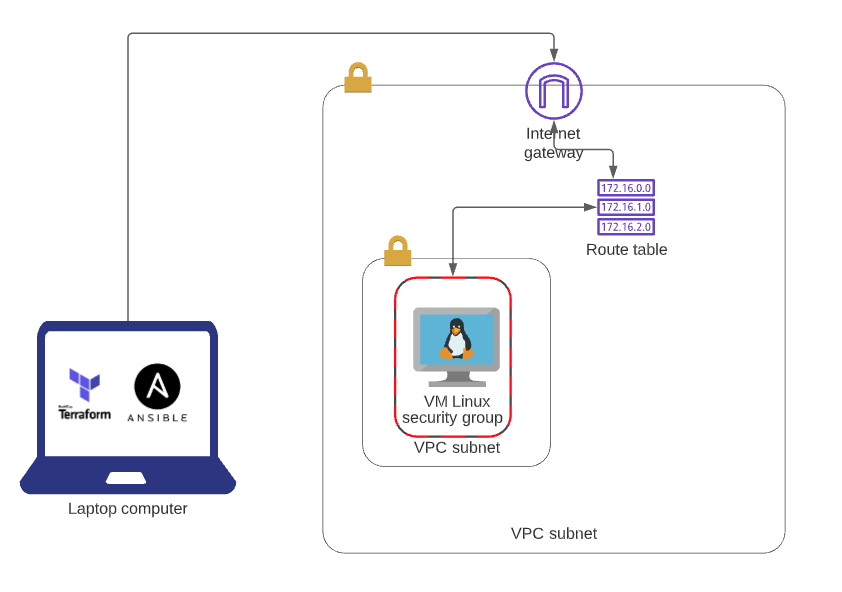 Internet
gateway
172.16.0.0
172.16.1.0
172.16.2.0
Route table
VM Linux
security group
VPC subnet
Terraform
ANSIBLE
Laptop computer
VPC subnet